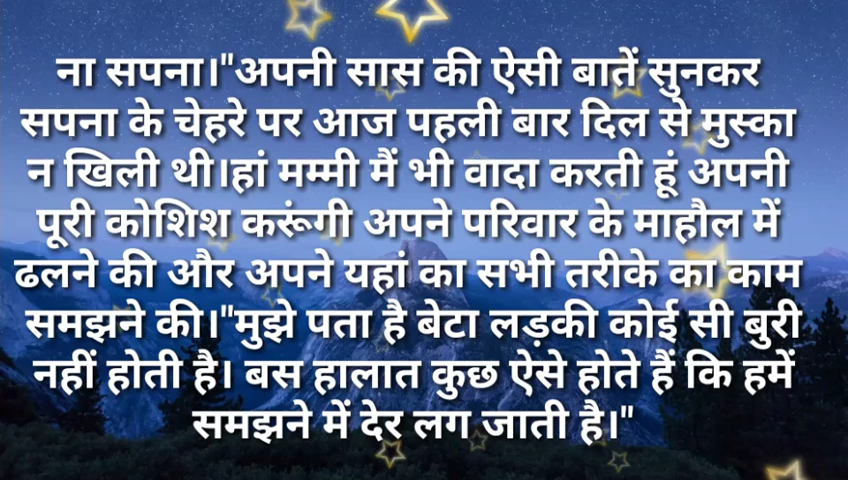 ना सपना।"अपनी सास की ऐसी बातें सुनकर
सपना के चेहरे पर आज पहली बार दिल से मुस्का
न खिली थी।हां मम्मी मैं भी वादा करती हूं अपनी
पूरी कोशिश करूंगी अपने परिवार के माहौल में
ढलने की और अपने यहां का सभी तरीके का काम
समझने की।"मुझे पता है बेटा लड़की कोई सी बुरी
नहीं होती है। बस हालात कुछ ऐसे होते हैं कि हमें
समझने में देर लग जाती है।"